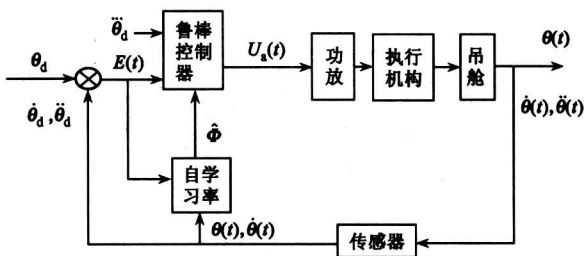 θ̈d
鲁棒
控制
器
θd
E(t)
Ua(t)
功
放
执行
机构
吊
舱
θ(t)
θ̇d,θ̈d
θ̇(t),θ̈(t)
Φ̂
自学
习率
θ(t),θ̇(t)
传感器